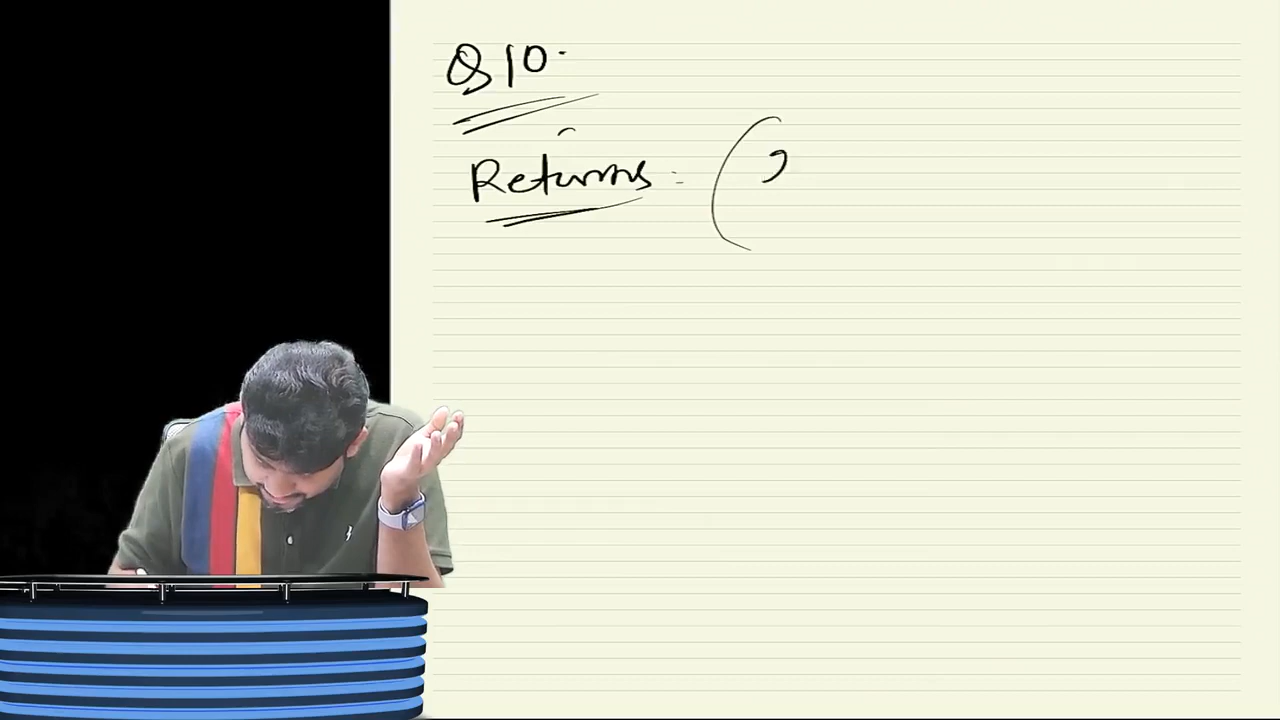 Q10.
Returns = (